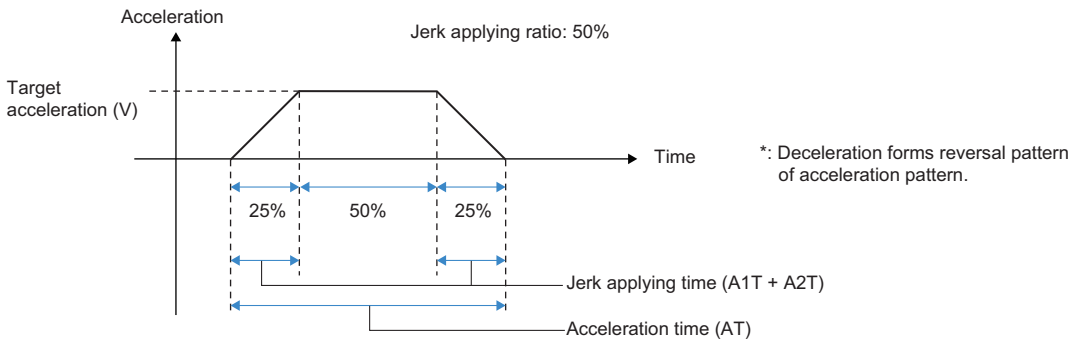 Acceleration
Jerk applying ratio: 50%
Target
acceleration (V)
Time
*: Deceleration forms reversal pattern
of acceleration pattern.
25%
50%
25%
Jerk applying time (A1T + A2T)
Acceleration time (AT)